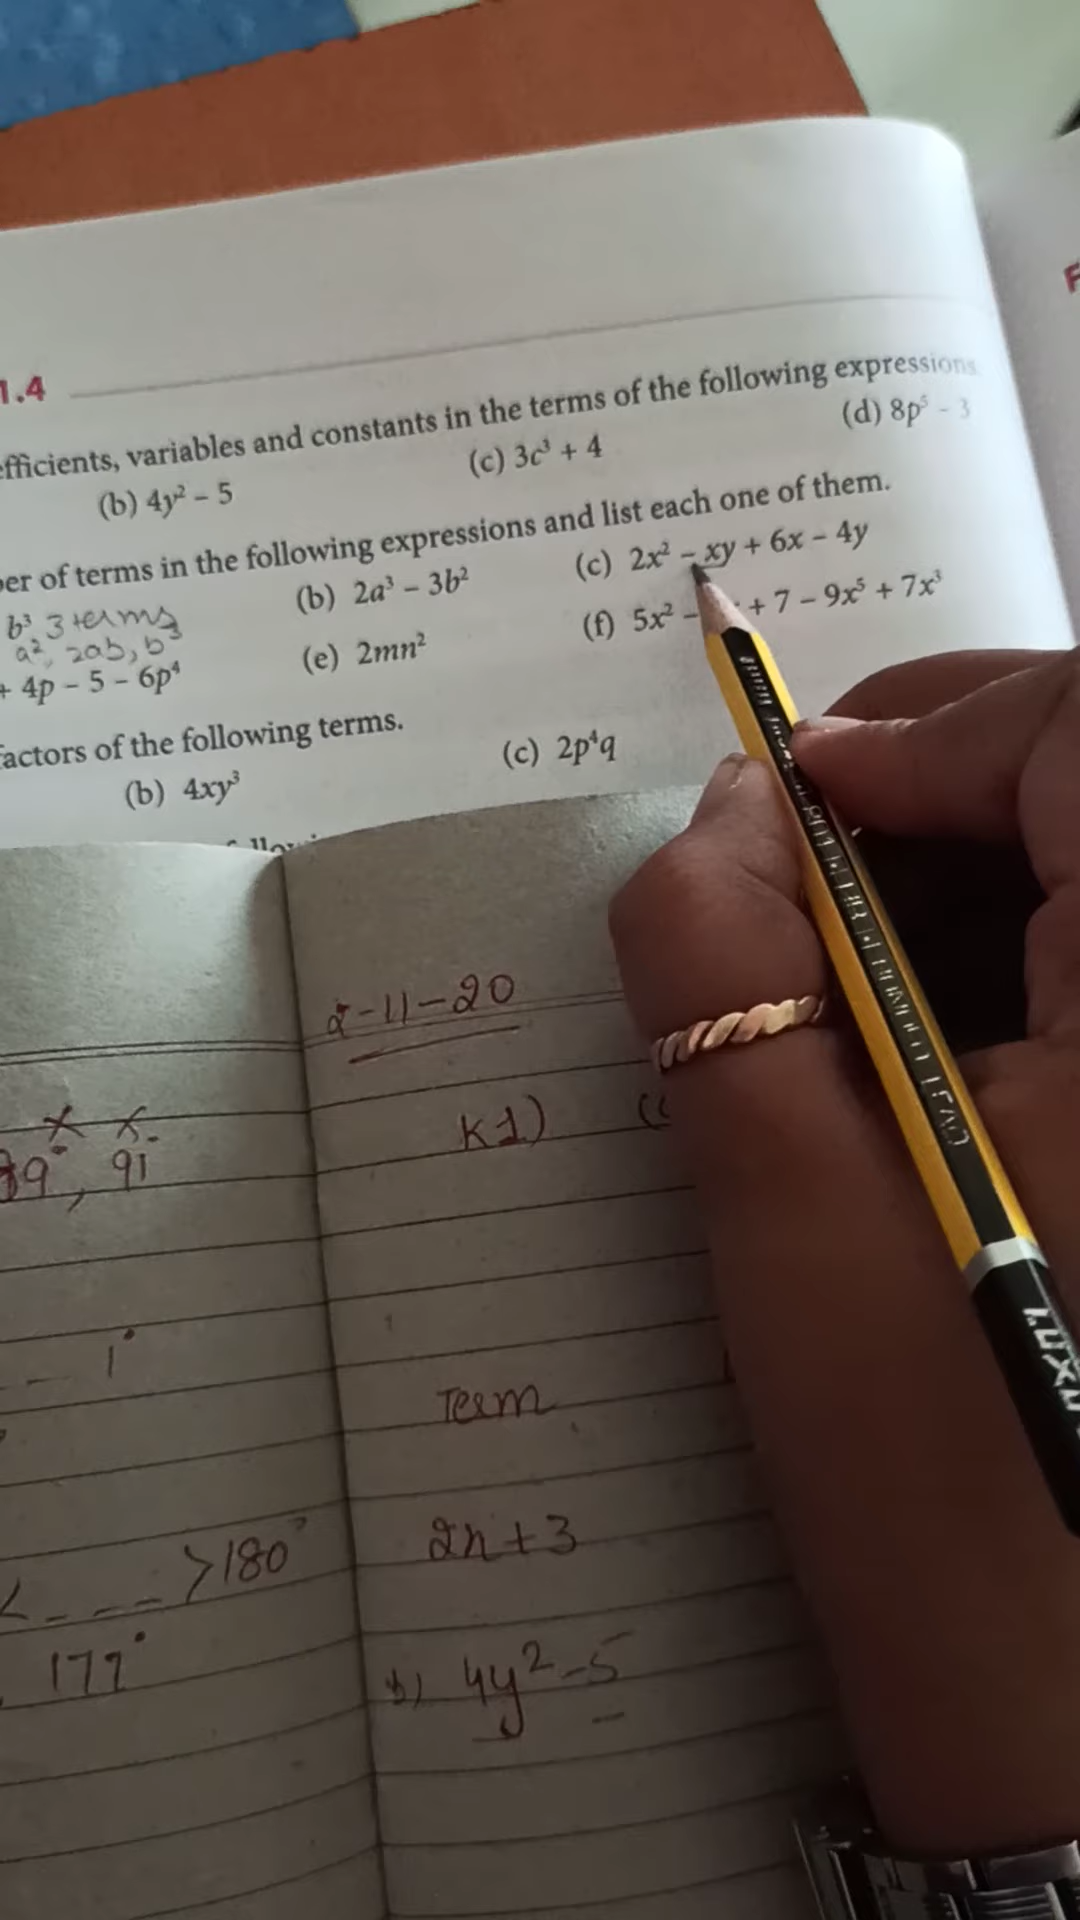 1.4
efficients, variables and constants in the terms of the following expressions
(b) 4y² – 5 (c) 3c³ + 4 (d) 8p⁵ – 3
er of terms in the following expressions and list each one of them.
b³ 3 terms (b) 2a³ – 3b² (c) 2x² – xy + 6x – 4y
a², 2ab, b³
+ 4p – 5 – 6p⁴ (e) 2mn² (f) 5x² – + 7 – 9x⁵ + 7x³
factors of the following terms.
(b) 4xy³ (c) 2p⁴q
F
2-11-20
x x
89°, 91
K1)
1°
Term
> 180°
2n + 3
177°
b) 4y² – 5
LUXO